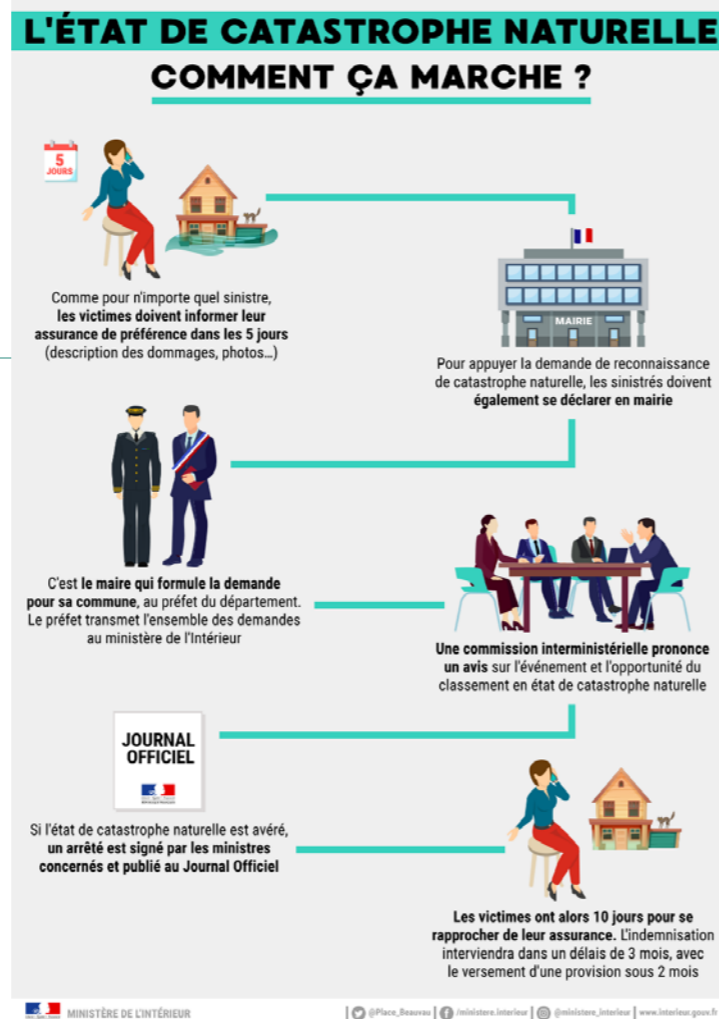 L'ÉTAT DE CATASTROPHE NATURELLE
COMMENT ÇA MARCHE ?
5
JOURS
Comme pour n'importe quel sinistre,
les victimes doivent informer leur
assurance de préférence dans les 5 jours
(description des dommages, photos...)
MAIRIE
Pour appuyer la demande de reconnaissance
de catastrophe naturelle, les sinistrés doivent
également se déclarer en mairie
C'est le maire qui formule la demande
pour sa commune, au préfet du département.
Le préfet transmet l'ensemble des demandes
au ministère de l'Intérieur
Une commission interministérielle prononce
un avis sur l'événement et l'opportunité du
classement en état de catastrophe naturelle
JOURNAL
OFFICIEL
Si l'état de catastrophe naturelle est avéré,
un arrêté est signé par les ministres
concernés et publié au Journal Officiel
Les victimes ont alors 10 jours pour se
rapprocher de leur assurance. L'indemnisation
interviendra dans un délais de 3 mois, avec
le versement d'une provision sous 2 mois
MINISTÈRE DE L'INTÉRIEUR
@Place_Beauvau | /ministere.interieur | @ministere_interieur | www.interieur.gouv.fr